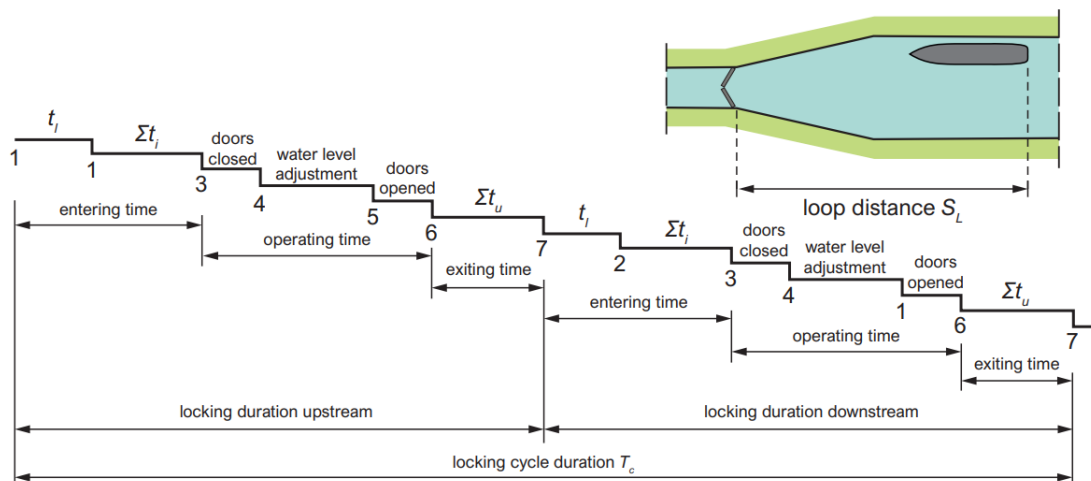 loop distance S_L
t_l
Σt_i
doors
closed
water level
adjustment
doors
opened
Σt_u
t_l
Σt_i
doors
closed
water level
adjustment
doors
opened
Σt_u
1
1
3
4
5
6
7
2
3
4
1
6
7
entering time
operating time
exiting time
entering time
operating time
exiting time
locking duration upstream
locking duration downstream
locking cycle duration T_c